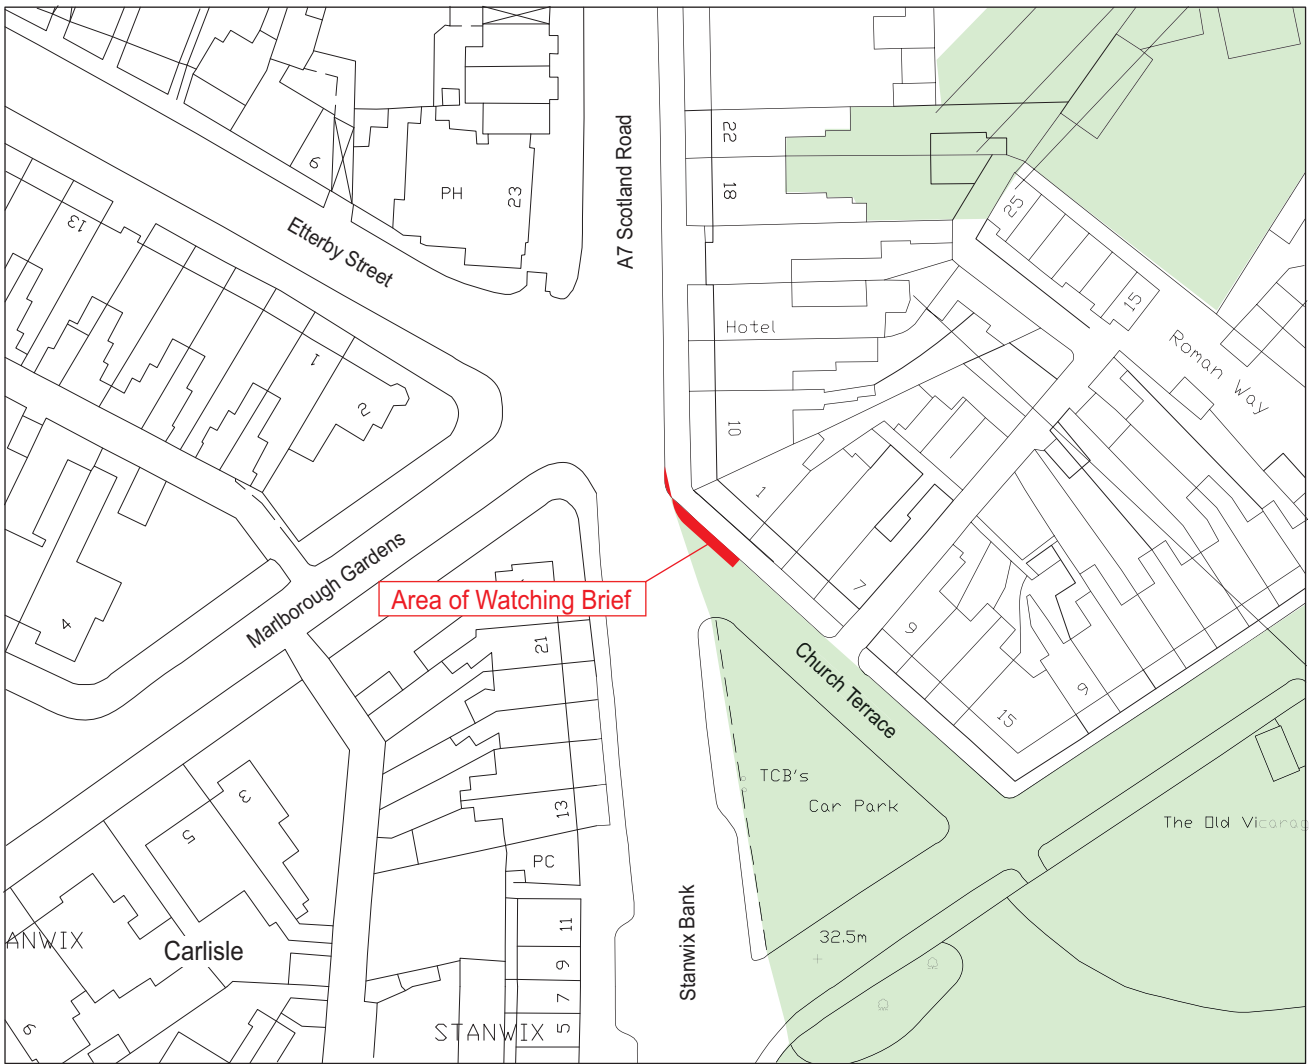 22
18
A7 Scotland Road
PH
23
9
13
Etterby Street
25
15
Roman Way
Hotel
1
2
10
1
7
9
15
9
Marlborough Gardens
Area of Watching Brief
4
21
Church Terrace
TCB's
Car Park
The Old Vicarag
3
5
13
PC
Stanwix Bank
11
9
7
5
32.5m
ANWIX
Carlisle
STANWIX
9